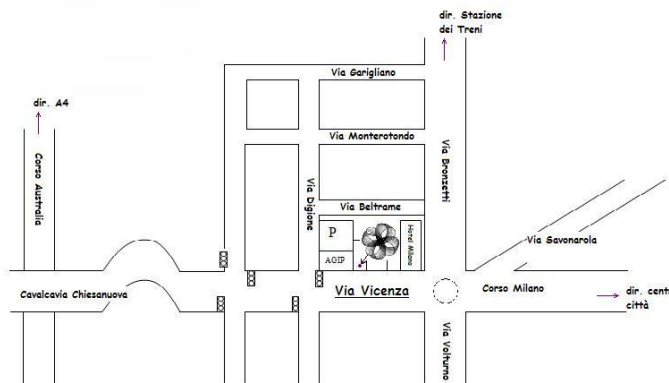 dir. Stazione
dei Treni
Via Garigliano
dir. A4
Via Monterotondo
Corso Australia
Via Bronzetti
Via Digione
Via Beltrame
P
Hotel Milano
Via Savonarola
AGIP
Cavalcavia Chiesanuova
Via Vicenza
Corso Milano
dir. cent
città
Via Volturno